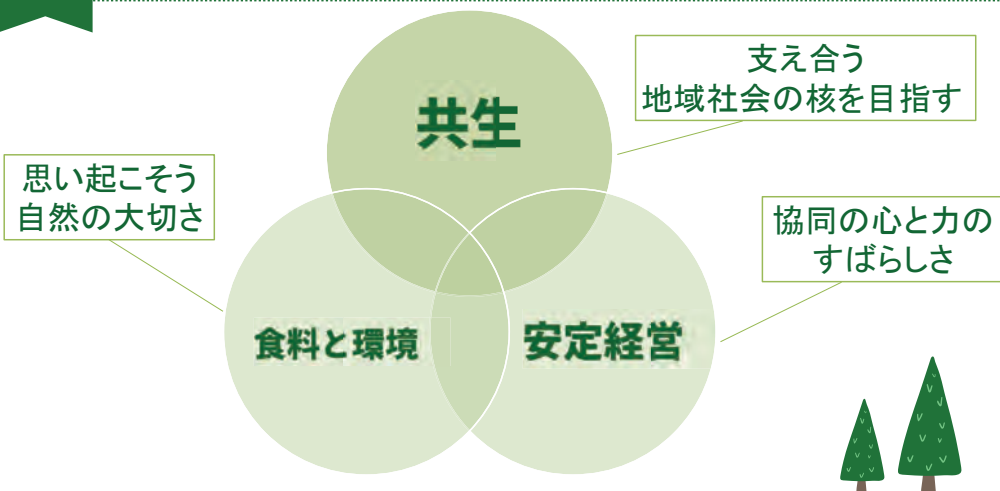 共生
支え合う
地域社会の核を目指す
思い起こそう
自然の大切さ
協同の心と力の
すばらしさ
食料と環境
安定経営